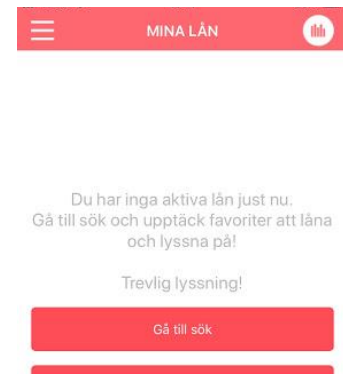 MINA LÅN
Du har inga aktiva lån just nu.
Gå till sök och upptäck favoriter att låna
och lyssna på!
Trevlig lyssning!
Gå till sök